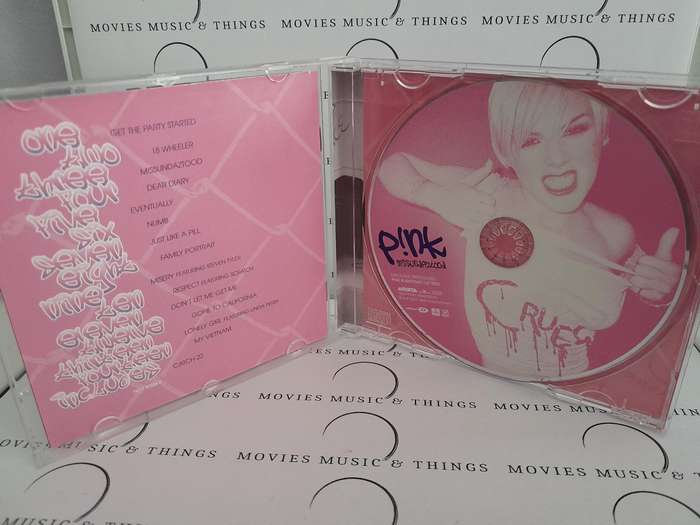 MOVIES MUSIC & THINGS
MOVIES MUSIC & THINGS
one
two
three
four
five
six
seven
eight
nine
ten
eleven
twelve
thirteen
fourteen
GET THE PARTY STARTED
18 WHEELER
M!SSUNDAZTOOD
DEAR DIARY
EVENTUALLY
NUMB
JUST LIKE A PILL
FAMILY PORTRAIT
MISERY FEATURING STEVEN TYLER
RESPECT FEATURING SCRATCH
DON'T LET ME GET ME
GONE TO CALIFORNIA
LONELY GIRL FEATURING LINDA PERRY
MY VIETNAM
CATCH-22
P!nk
m!ssundaztood
CRUEL
MOVIES MUSIC & THINGS
MOVIES MUSIC & THINGS
MOVIES MUSIC & THINGS
MOVIES MUSIC & THINGS
MOVIES MUSIC & THINGS